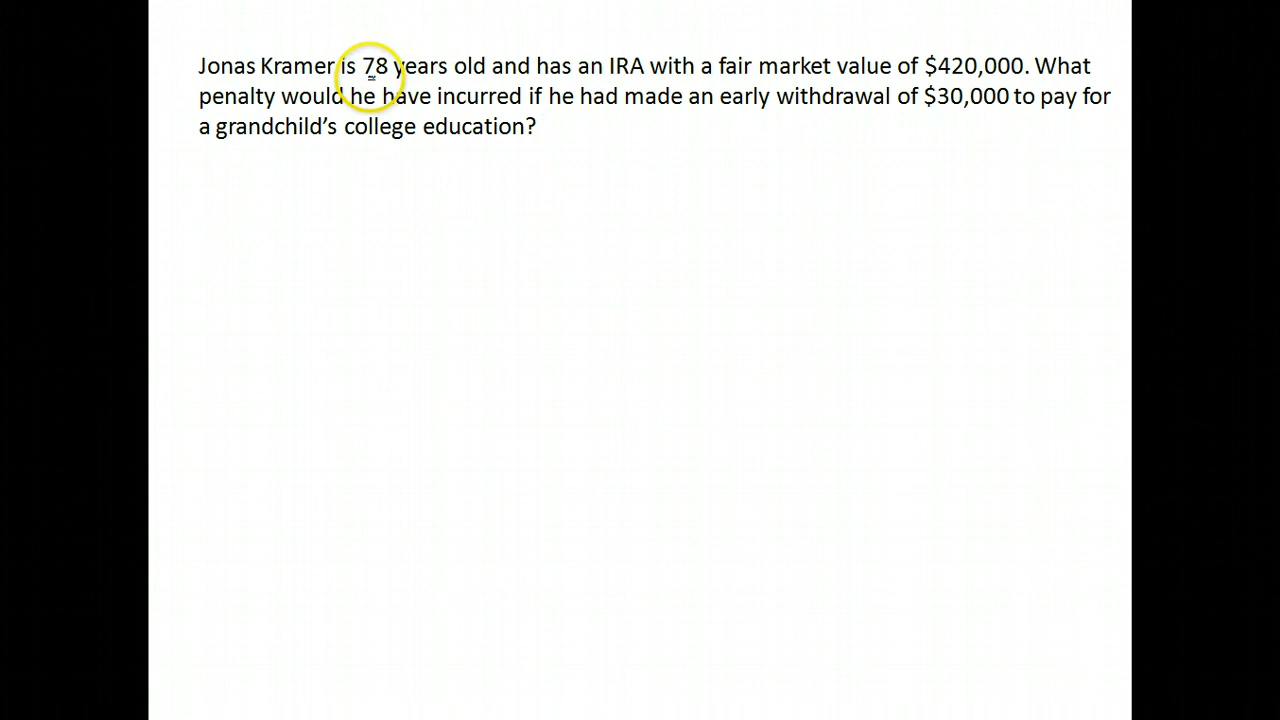 Jonas Kramer is 78 years old and has an IRA with a fair market value of $420,000. What
penalty would he have incurred if he had made an early withdrawal of $30,000 to pay for
a grandchild’s college education?